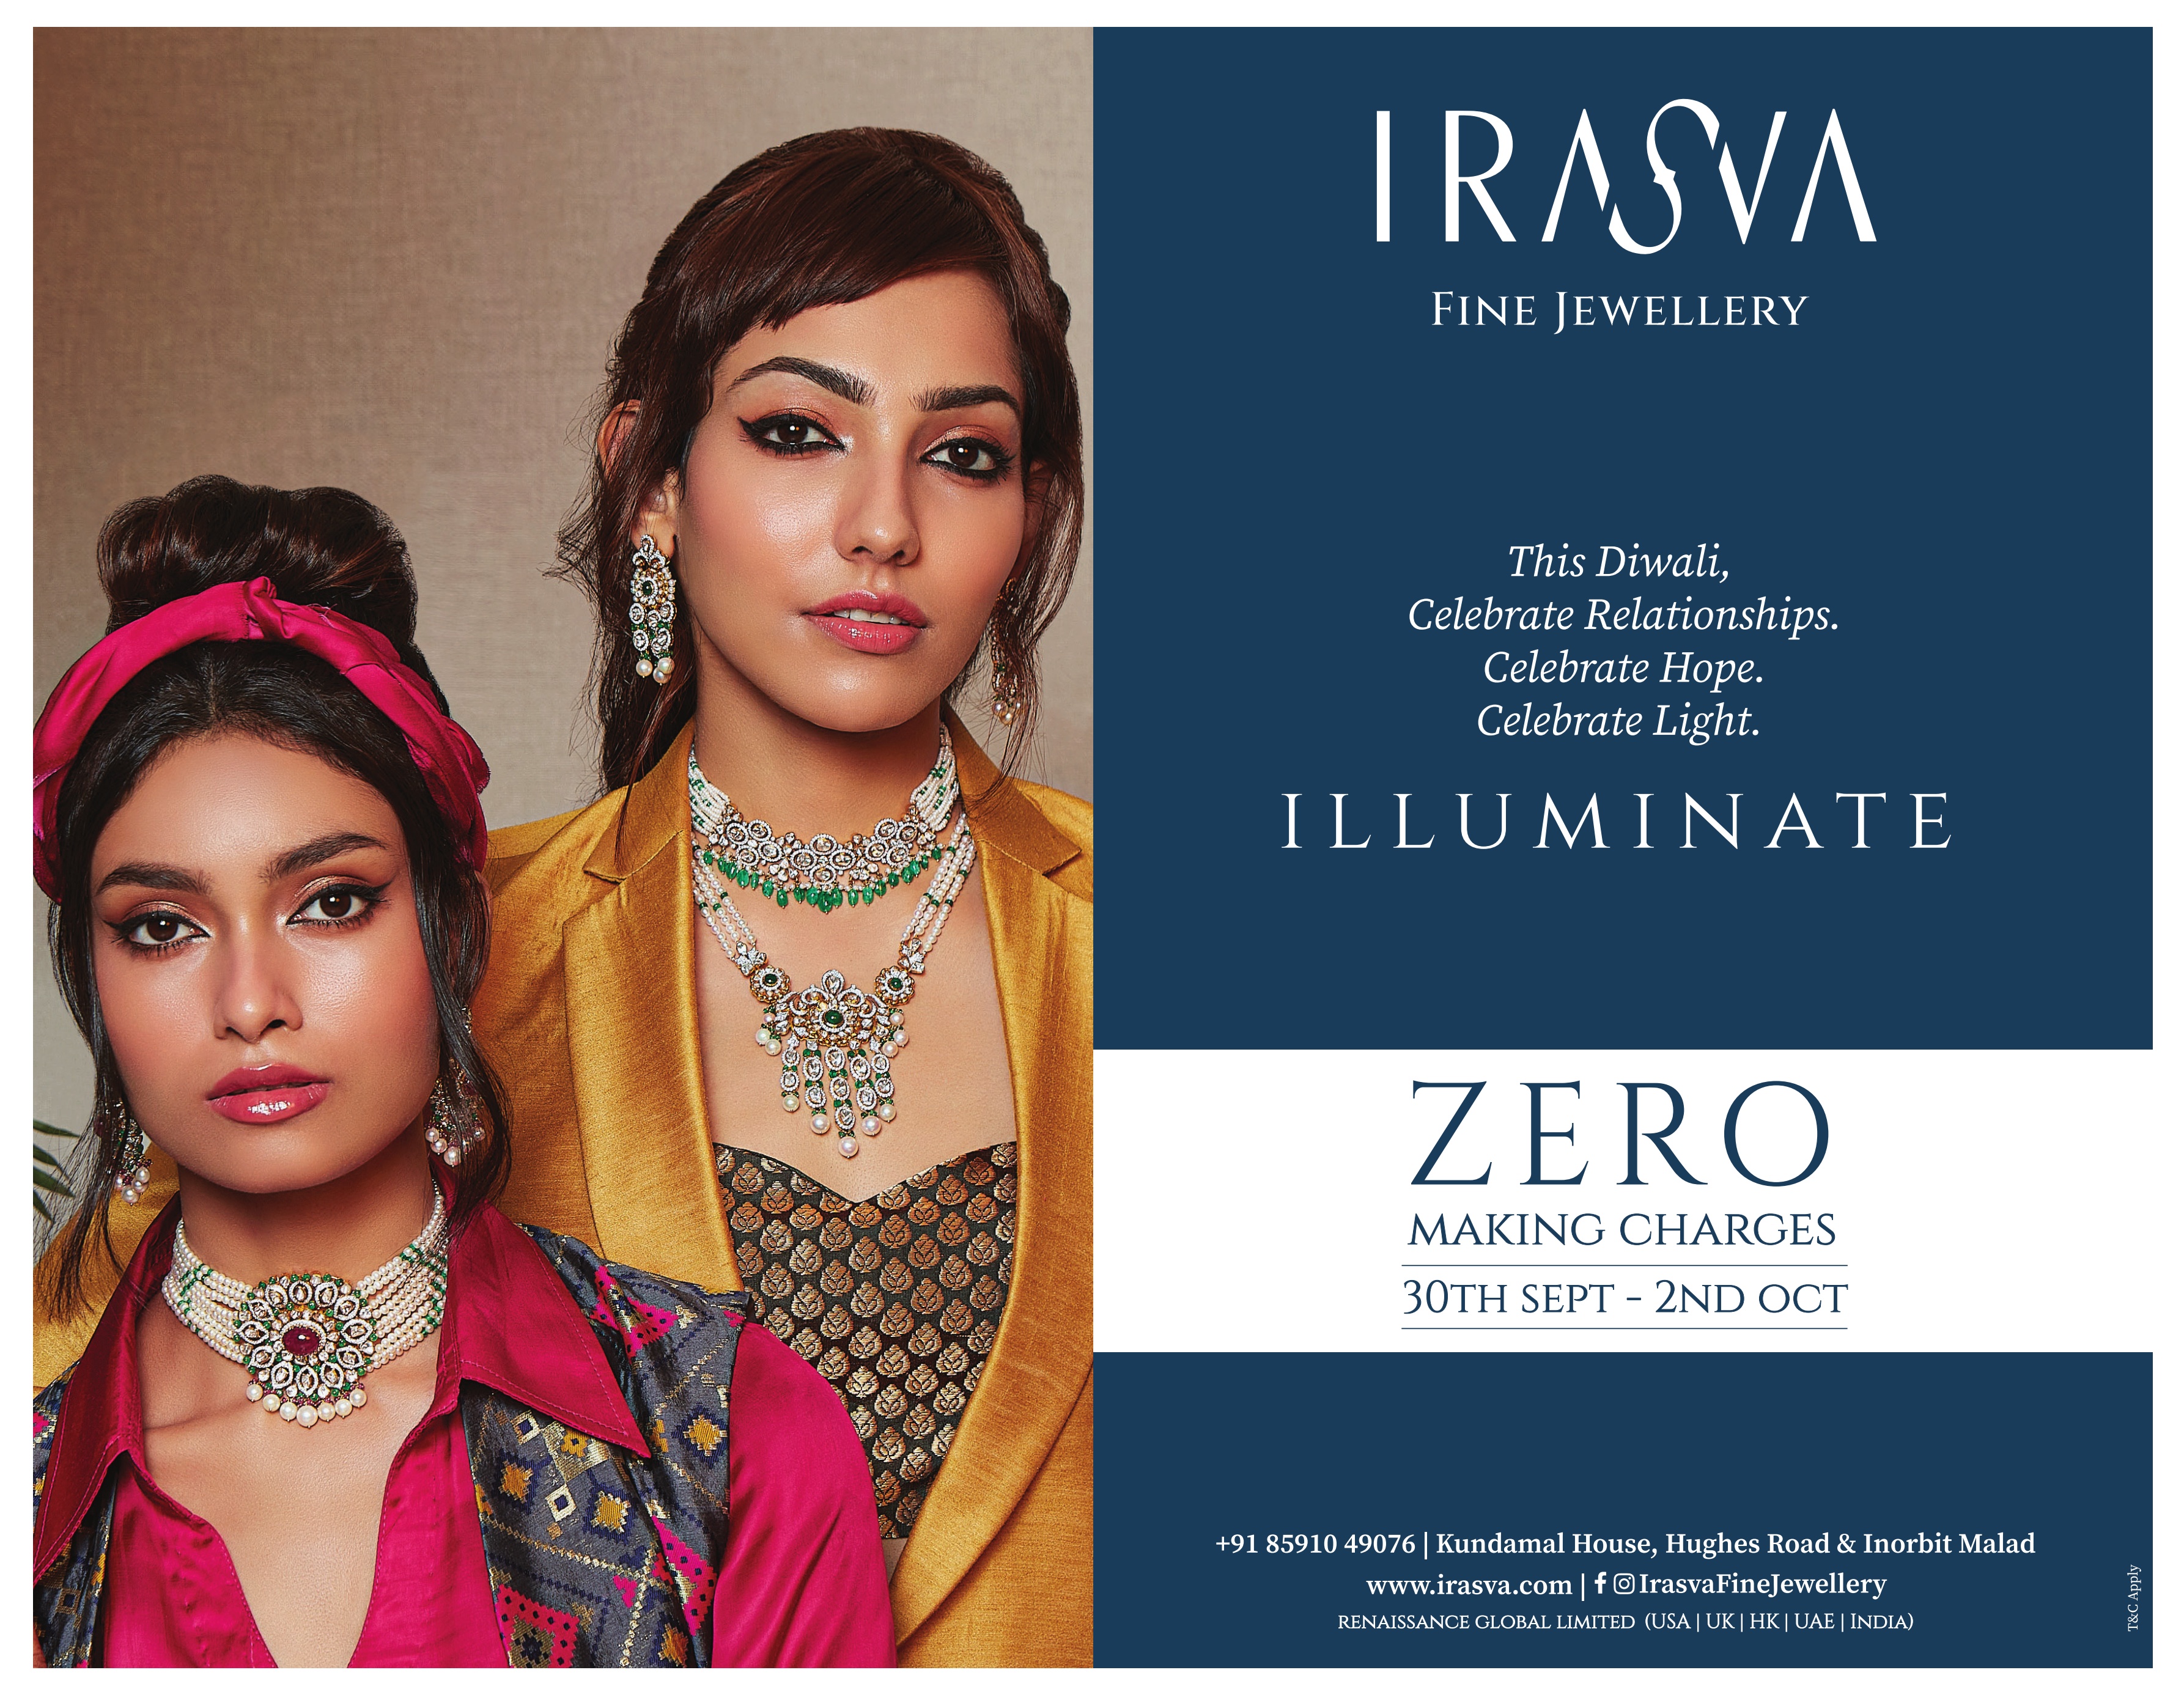 IRASVA
FINE JEWELLERY
This Diwali,
Celebrate Relationships.
Celebrate Hope.
Celebrate Light.
ILLUMINATE
ZERO
MAKING CHARGES
30TH SEPT - 2ND OCT
+91 85910 49076 | Kundamal House, Hughes Road & Inorbit Malad
www.irasva.com | IrasvaFineJewellery
RENAISSANCE GLOBAL LIMITED (USA | UK | HK | UAE | INDIA)
T&C Apply